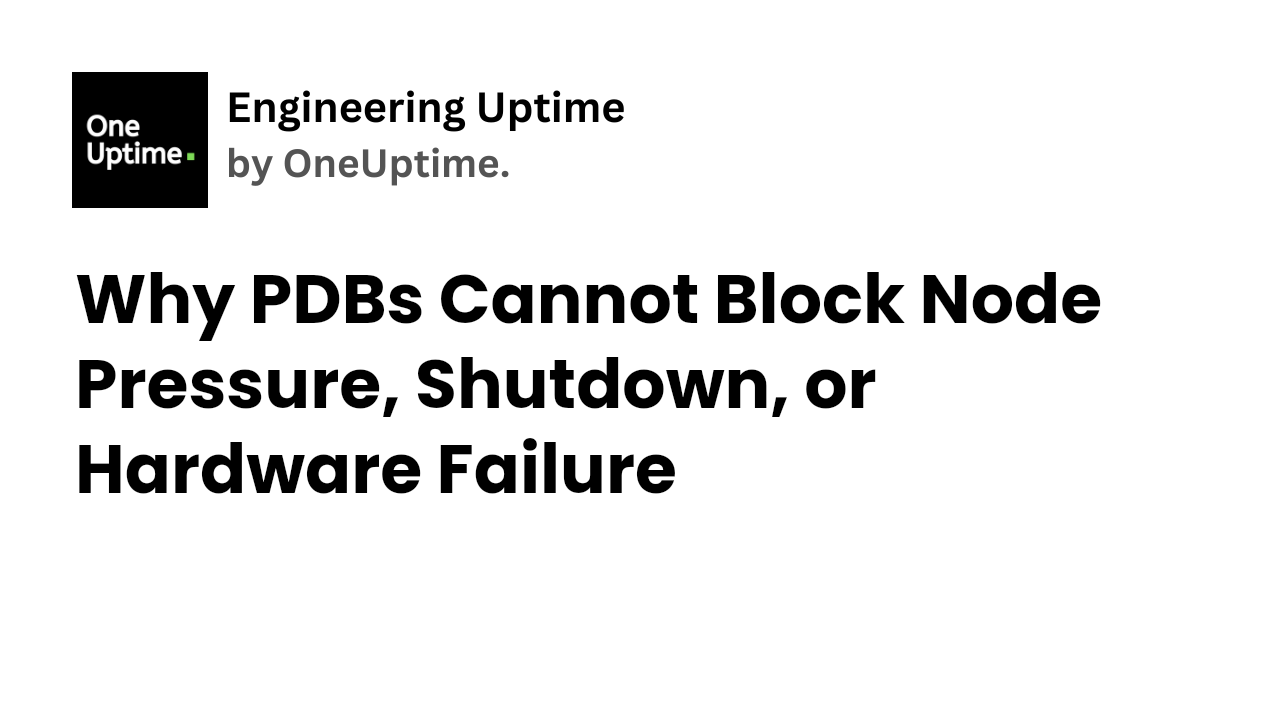 One
Uptime.
Engineering Uptime
by OneUptime.
Why PDBs Cannot Block Node
Pressure, Shutdown, or
Hardware Failure